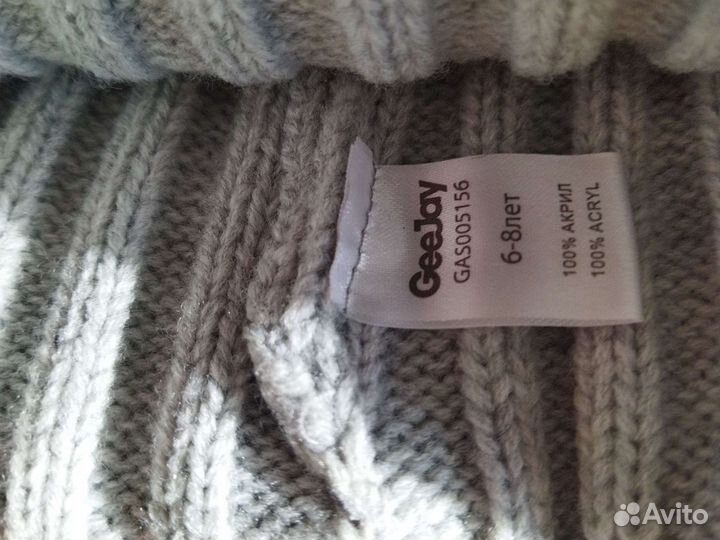 GeeJay
GAS005156
6-8лет
100% АКРИЛ
100% ACRYL
Avito